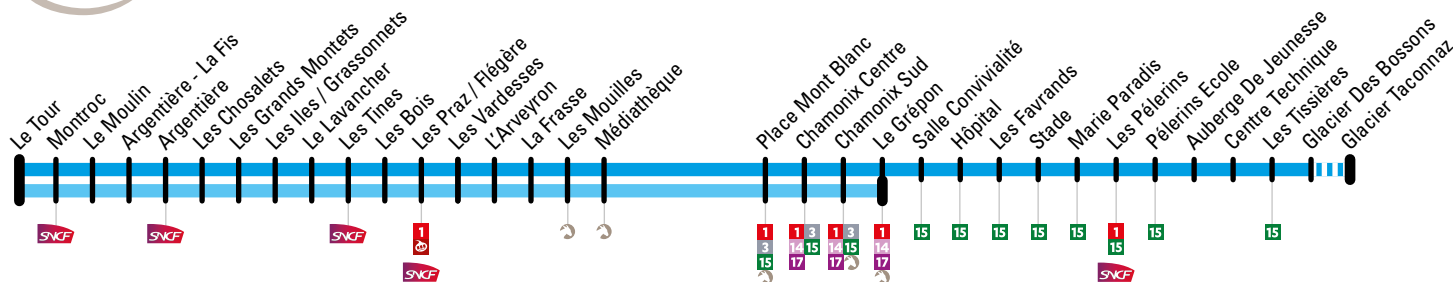 Le Tour
Montroc
Le Moulin
Argentière - La Fis
Argentière
Les Chosalets
Les Grands Montets
Les Iles / Grassonnets
Le Lavancher
Les Tines
Les Bois
Les Praz / Flégère
Les Vardesses
L'Arveyron
La Frasse
Les Mouilles
Médiathèque
Place Mont Blanc
Chamonix Centre
Chamonix Sud
Le Grépon
Salle Convivialité
Hôpital
Les Favrands
Stade
Marie Paradis
Les Pélerins
Pélerins Ecole
Auberge De Jeunesse
Centre Technique
Les Tissières
Glacier Des Bossons
Glacier Taconnaz
SNCF
SNCF
SNCF
1
SNCF
1
3
15
1 3
14 15
17
1 3
14 15
17
1
14
17
15
15
15
15
15
1
15
SNCF
15
15